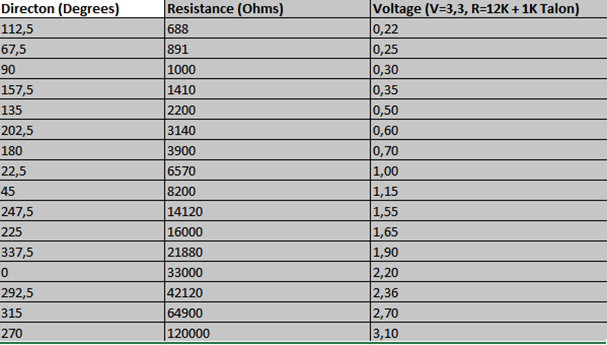 Directon (Degrees) Resistance (Ohms) Voltage (V=3,3, R=12K + 1K Talon)
112,5 688 0,22
67,5 891 0,25
90 1000 0,30
157,5 1410 0,35
135 2200 0,50
202,5 3140 0,60
180 3900 0,70
22,5 6570 1,00
45 8200 1,15
247,5 14120 1,55
225 16000 1,65
337,5 21880 1,90
0 33000 2,20
292,5 42120 2,36
315 64900 2,70
270 120000 3,10